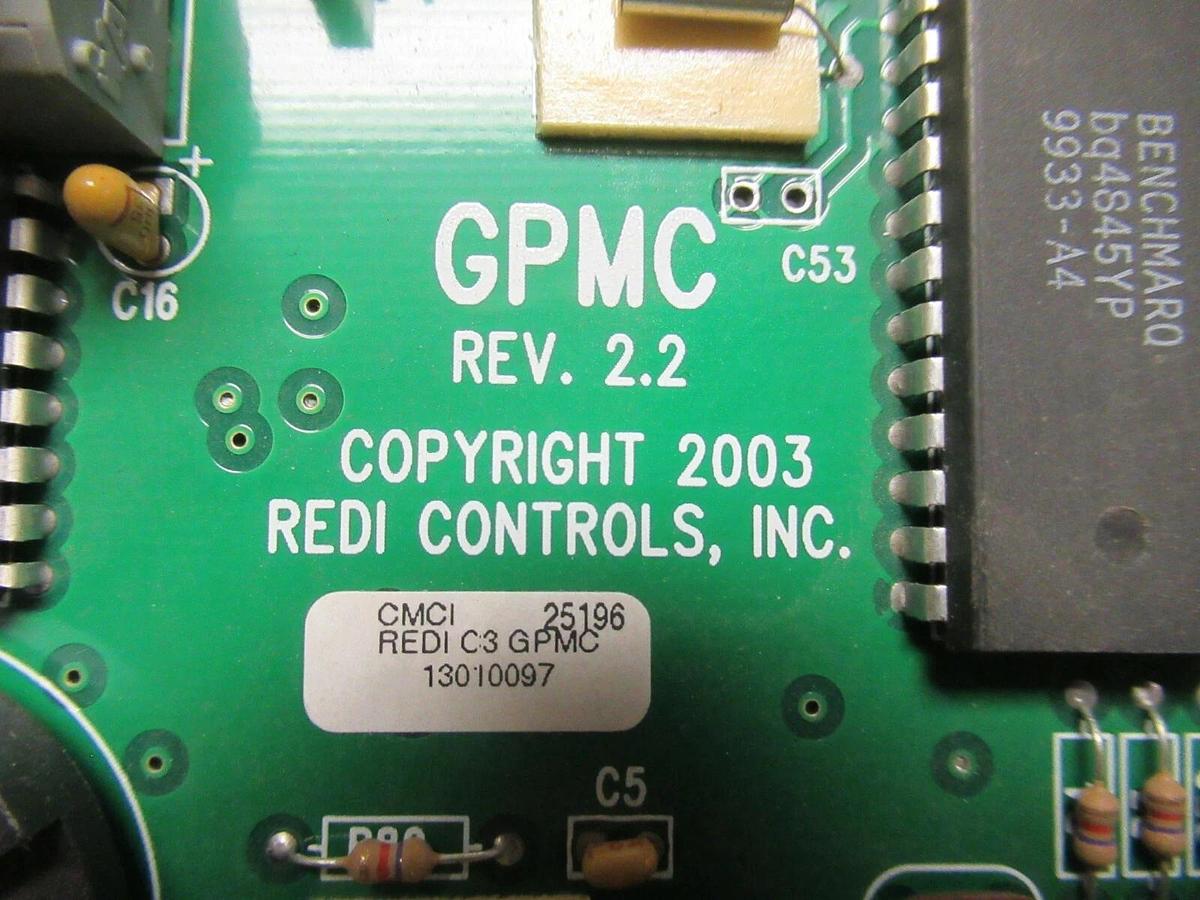 +
C16
GPMC
C53
REV. 2.2
COPYRIGHT 2003
REDI CONTROLS, INC.
BENCHMARQ
bq4845YP
9933-A4
CMCI 25196
REDI C3 GPMC
13010097
C5